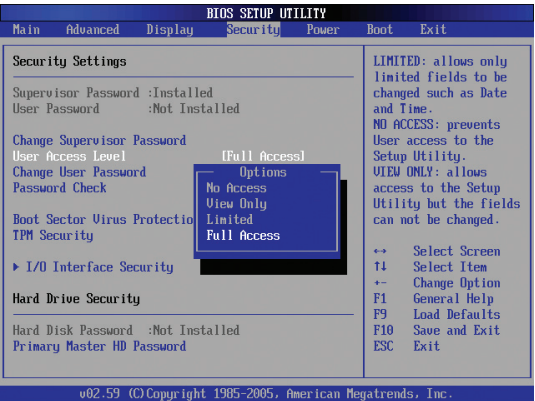 BIOS SETUP UTILITY
Main Advanced Display Security Power Boot Exit
Security Settings
Supervisor Password :Installed
User Password :Not Installed
Change Supervisor Password
User Access Level [Full Access]
Change User Password
Password Check
Boot Sector Virus Protectio
TPM Security
I/O Interface Security
Hard Drive Security
Hard Disk Password :Not Installed
Primary Master HD Password
Options
No Access
View Only
Limited
Full Access
LIMITED: allows only
limited fields to be
changed such as Date
and Time.
NO ACCESS: prevents
User access to the
Setup Utility.
VIEW ONLY: allows
access to the Setup
Utility but the fields
can not be changed.
↔ Select Screen
↑↓ Select Item
+- Change Option
F1 General Help
F9 Load Defaults
F10 Save and Exit
ESC Exit
v02.59 (C)Copyright 1985-2005, American Megatrends, Inc.